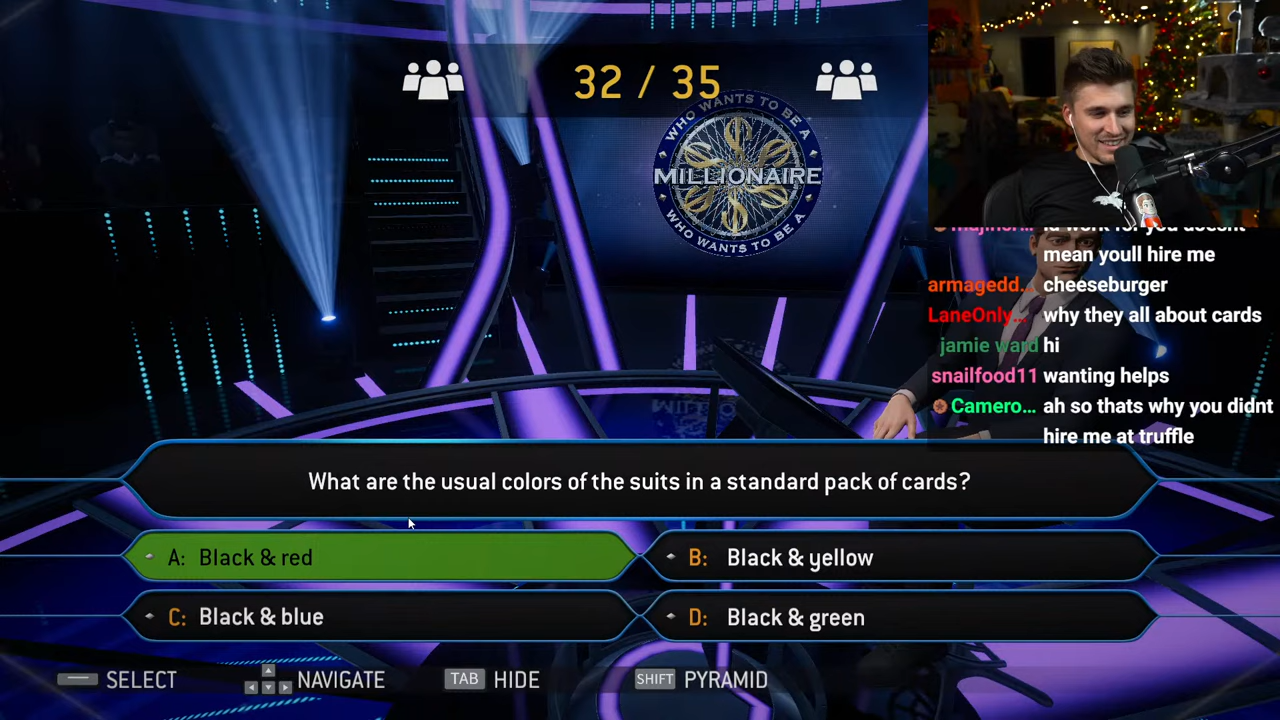 32 / 35
WHO WANTS TO BE A
MILLIONAIRE
WHO WANTS TO BE A
mean youll hire me
armagedd... cheeseburger
LaneOnly... why they all about cards
jamie ward hi
snailfood11 wanting helps
Camero... ah so thats why you didnt
hire me at truffle
What are the usual colors of the suits in a standard pack of cards?
A: Black & red
B: Black & yellow
C: Black & blue
D: Black & green
SELECT
NAVIGATE
TAB HIDE
SHIFT PYRAMID